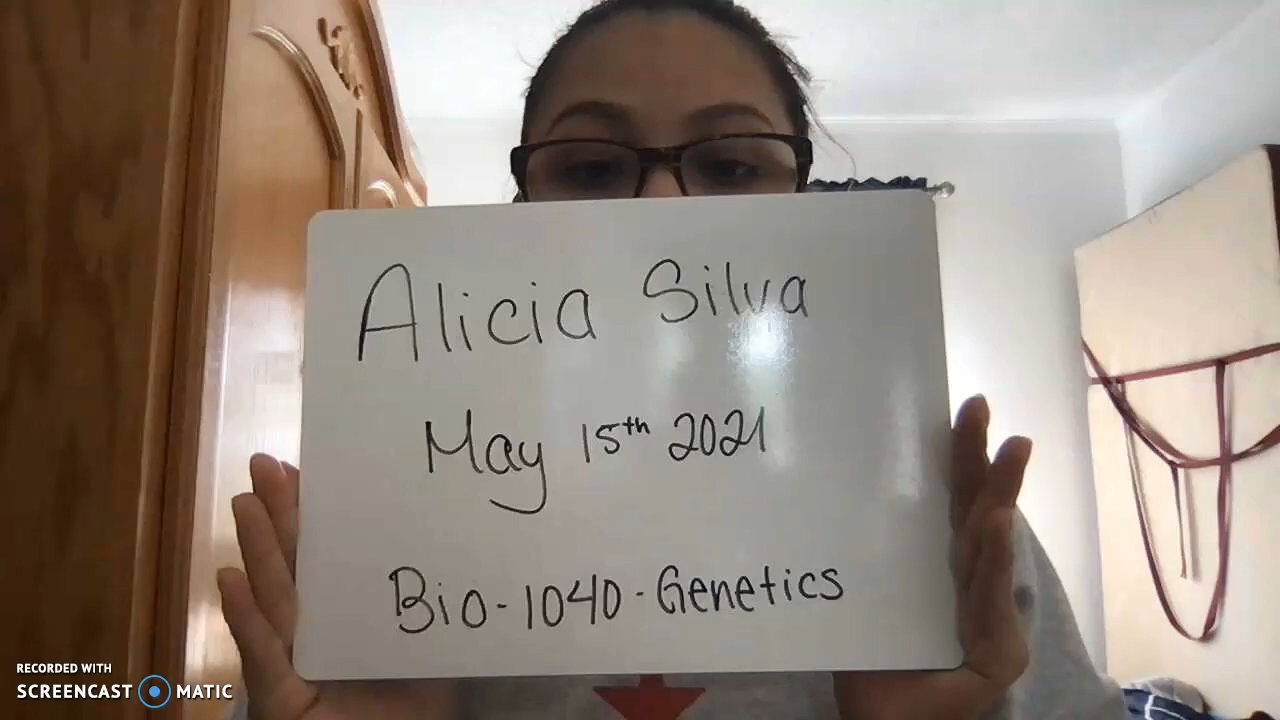 Alicia Silva
May 15th 2021
Bio-1040-Genetics
RECORDED WITH
SCREENCAST MATIC